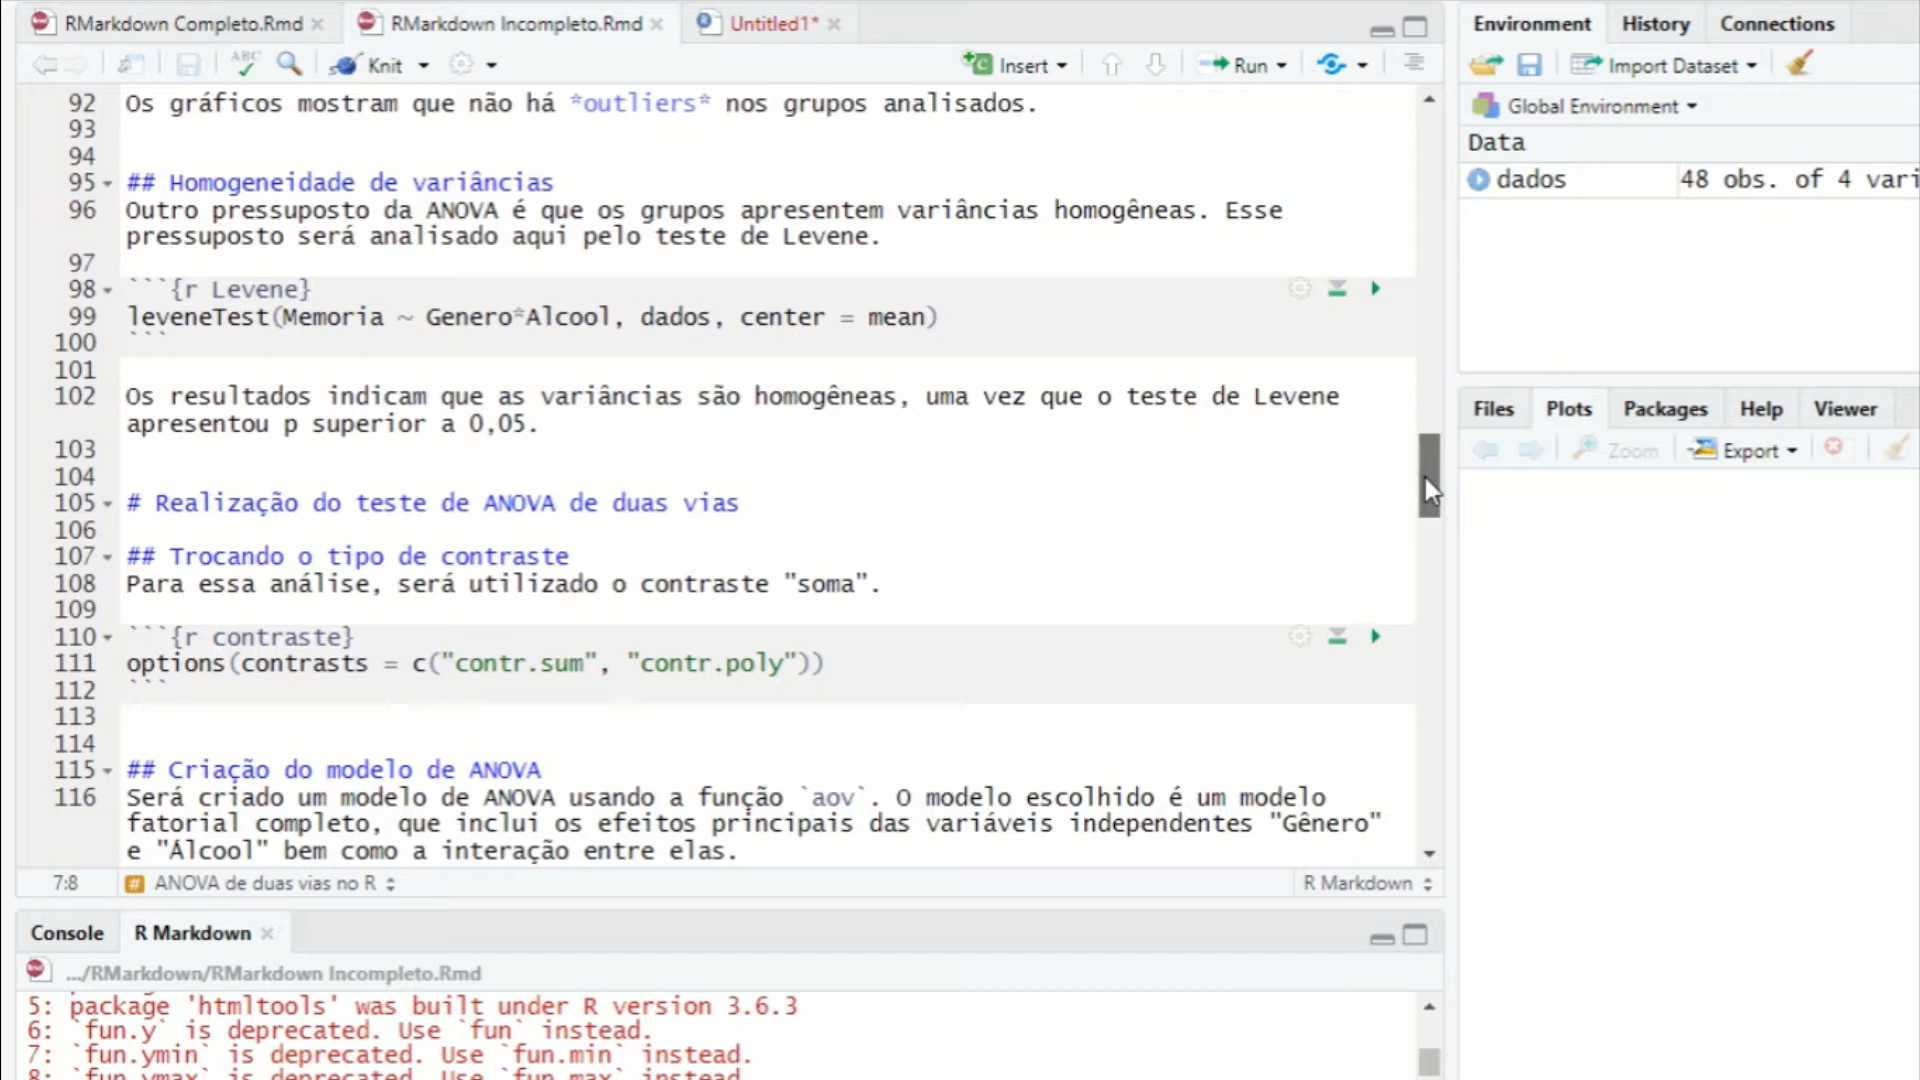 RMarkdown Completo.Rmd
RMarkdown Incompleto.Rmd
Untitled1*
ABC
Knit
Insert
Run
92 Os gráficos mostram que não há *outliers* nos grupos analisados.
93
94
95 ## Homogeneidade de variâncias
96 Outro pressuposto da ANOVA é que os grupos apresentem variâncias homogêneas. Esse
pressuposto será analisado aqui pelo teste de Levene.
97
98 ```{r Levene}
99 leveneTest(Memoria ~ Genero*Alcool, dados, center = mean)
100 ```
101
102 Os resultados indicam que as variâncias são homogêneas, uma vez que o teste de Levene
apresentou p superior a 0,05.
103
104
105 # Realização do teste de ANOVA de duas vias
106
107 ## Trocando o tipo de contraste
108 Para essa análise, será utilizado o contraste "soma".
109
110 ```{r contraste}
111 options(contrasts = c("contr.sum", "contr.poly"))
112 ```
113
114
115 ## Criação do modelo de ANOVA
116 Será criado um modelo de ANOVA usando a função `aov`. O modelo escolhido é um modelo
fatorial completo, que inclui os efeitos principais das variáveis independentes "Gênero"
e "Álcool" bem como a interação entre elas.
7:8
ANOVA de duas vias no R
R Markdown
Console
R Markdown
.../RMarkdown/RMarkdown Incompleto.Rmd
5: package 'htmltools' was built under R version 3.6.3
6: `fun.y` is deprecated. Use `fun` instead.
7: `fun.ymin` is deprecated. Use `fun.min` instead.
8: `fun.ymax` is deprecated. Use `fun.max` instead.
Environment
History
Connections
Import Dataset
Global Environment
Data
dados
48 obs. of 4 vari
Files
Plots
Packages
Help
Viewer
Zoom
Export